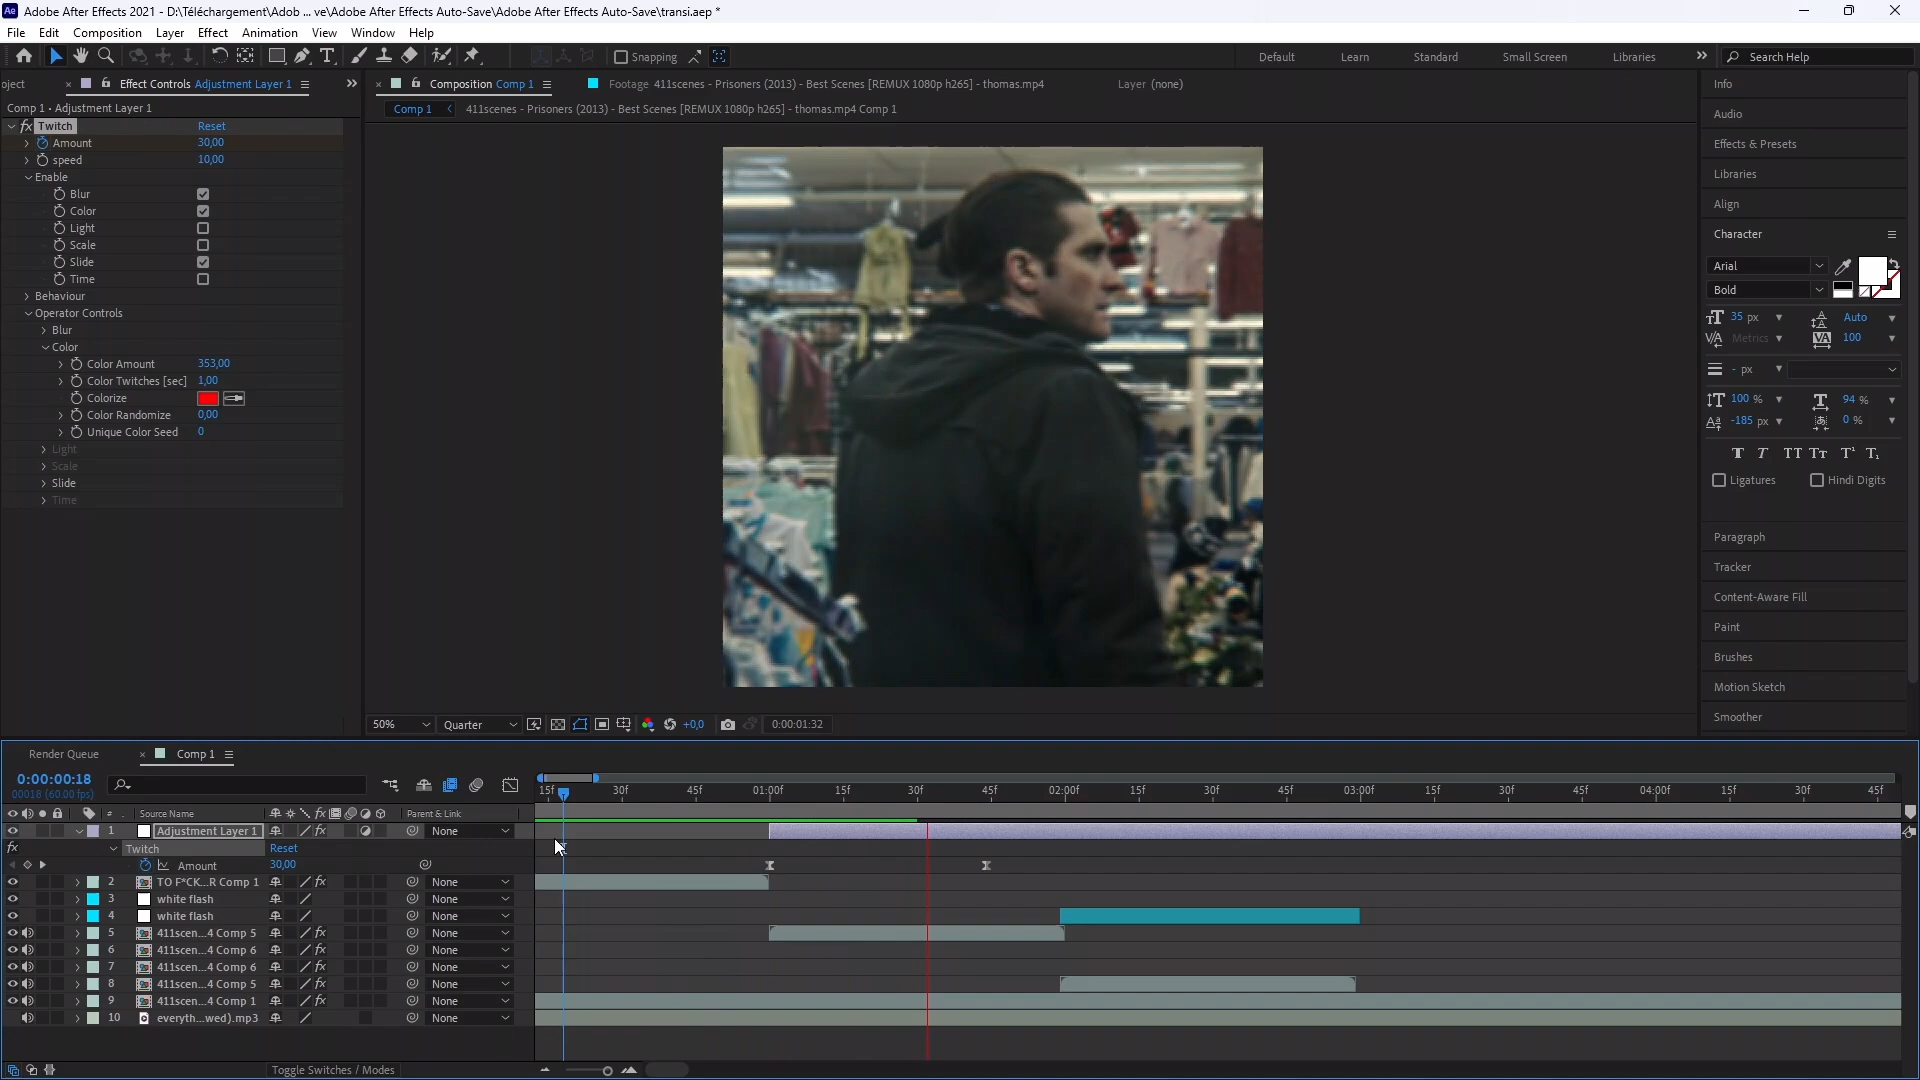 Adobe After Effects 2021 - D:\Téléchargement\Adob ... ve\Adobe After Effects Auto-Save\Adobe After Effects Auto-Save\transi.aep *
File Edit Composition Layer Effect Animation View Window Help
Snapping Default Learn Standard Small Screen Libraries Search Help
oject Effect Controls Adjustment Layer 1
Composition Comp 1 Footage 411scenes - Prisoners (2013) - Best Scenes [REMUX 1080p h265] - thomas.mp4 Layer (none)
Comp 1 • Adjustment Layer 1
Comp 1 411scenes - Prisoners (2013) - Best Scenes [REMUX 1080p h265] - thomas.mp4 Comp 1
fx Twitch Reset
Amount 30,00
speed 10,00
Enable
Blur
Color
Light
Scale
Slide
Time
Behaviour
Operator Controls
Blur
Color
Color Amount 353,00
Color Twitches [sec] 1,00
Colorize
Color Randomize 0,00
Unique Color Seed 0
Light
Scale
Slide
Time
Info
Audio
Effects & Presets
Libraries
Align
Character
Arial
Bold
35 px Auto
Metrics 100
- px
100 % 94 %
-185 px 0 %
T T TT Tt T¹ T₁
Ligatures Hindi Digits
Paragraph
Tracker
Content-Aware Fill
Paint
Brushes
Motion Sketch
Smoother
50% Quarter +0,0 0:00:01:32
Render Queue Comp 1
0:00:00:18
00018 (60.00 fps)
15f 30f 45f 01:00f 15f 30f 45f 02:00f 15f 30f 45f 03:00f 15f 30f 45f 04:00f 15f 30f 45f
# Source Name fx Parent & Link
1 Adjustment Layer 1 fx None
fx Twitch Reset
Amount 30,00
2 TO F*CK...R Comp 1 fx None
3 white flash None
4 white flash None
5 411scen...4 Comp 5 fx None
6 411scen...4 Comp 6 fx None
7 411scen...4 Comp 6 fx None
8 411scen...4 Comp 5 fx None
9 411scen...4 Comp 1 fx None
10 everyth...wed).mp3 None
Toggle Switches / Modes